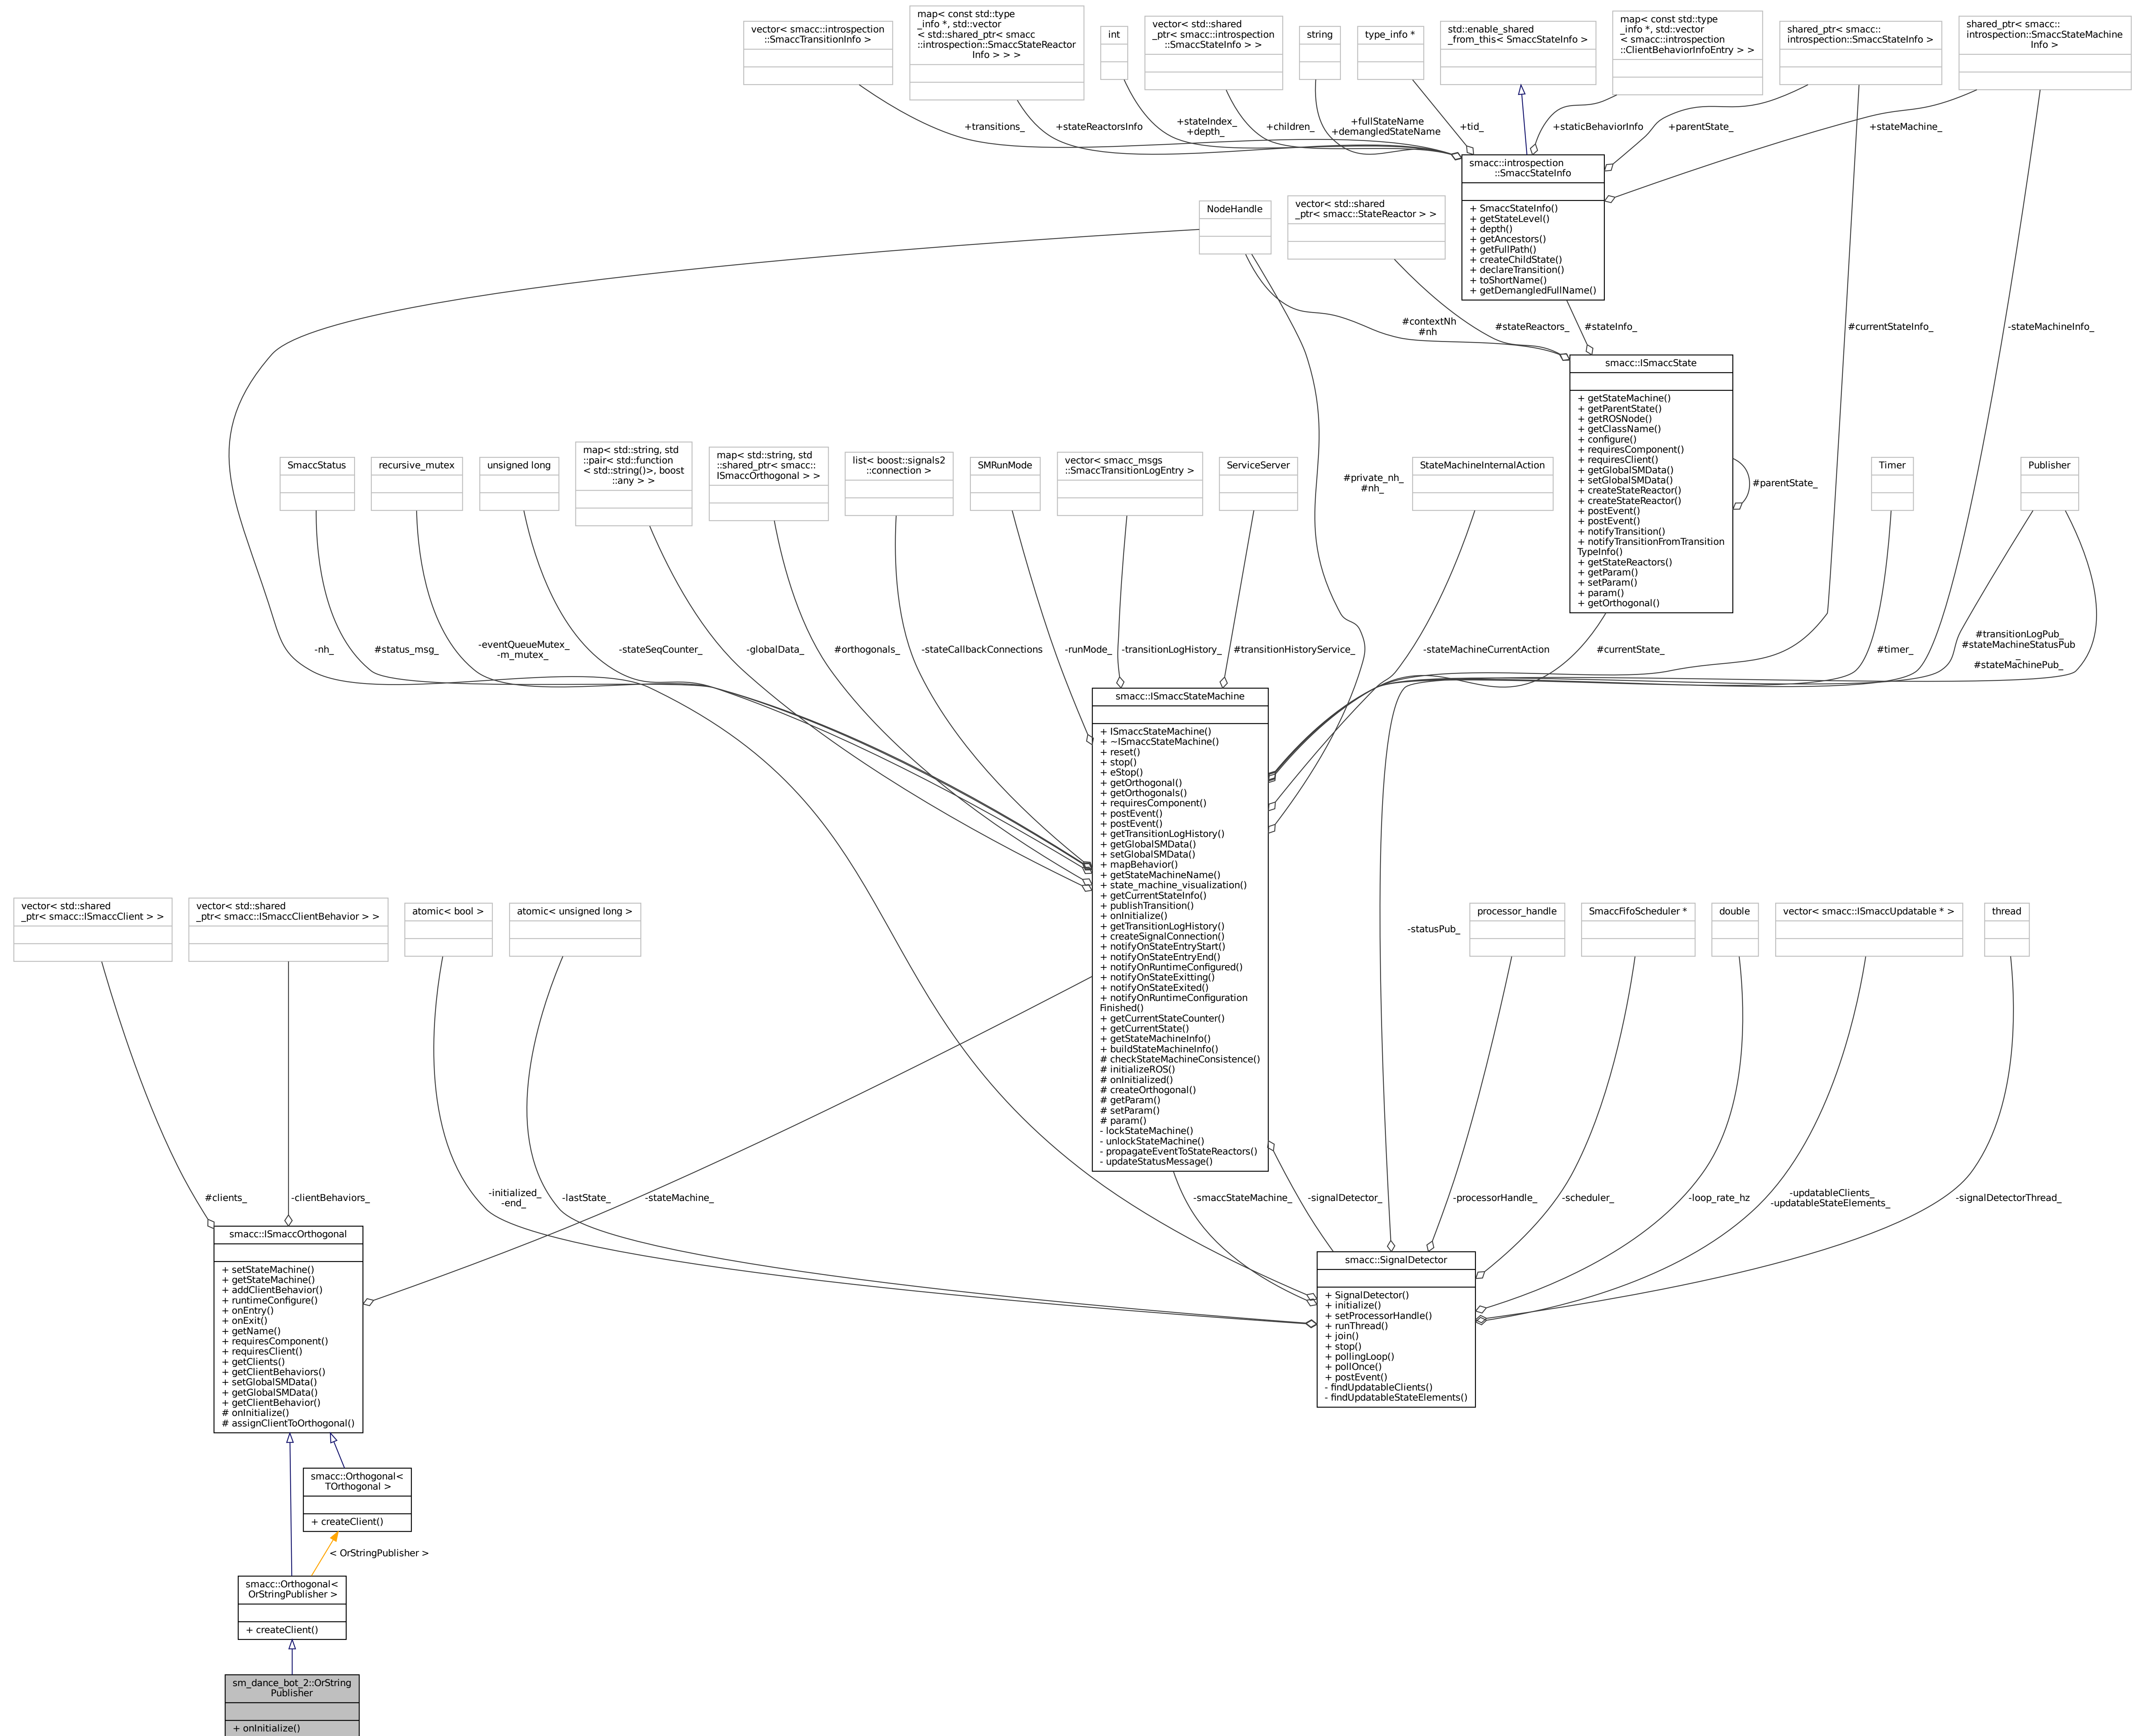 vector< smacc::introspection
::SmaccTransitionInfo >
map< const std::type
_info *, std::vector
< std::shared_ptr< smacc
::introspection::SmaccStateReactor
Info > > >
int
vector< std::shared
_ptr< smacc::introspection
::SmaccStateInfo > >
string
type_info *
std::enable_shared
_from_this< SmaccStateInfo >
map< const std::type
_info *, std::vector
< smacc::introspection
::ClientBehaviorInfoEntry > >
shared_ptr< smacc::
introspection::SmaccStateInfo >
shared_ptr< smacc::
introspection::SmaccStateMachine
Info >
+transitions_
+stateReactorsInfo
+stateIndex_
+depth_
+children_
+fullStateName
+demangledStateName
+tid_
+staticBehaviorInfo
+parentState_
+stateMachine_
smacc::introspection
::SmaccStateInfo
+ SmaccStateInfo()
+ getStateLevel()
+ depth()
+ getAncestors()
+ getFullPath()
+ createChildState()
+ declareTransition()
+ toShortName()
+ getDemangledFullName()
NodeHandle
vector< std::shared
_ptr< smacc::StateReactor > >
#contextNh
#nh
#stateReactors_
#stateInfo_
#currentStateInfo_
-stateMachineInfo_
smacc::ISmaccState
+ getStateMachine()
+ getParentState()
+ getROSNode()
+ getClassName()
+ configure()
+ requiresComponent()
+ requiresClient()
+ getGlobalSMData()
+ setGlobalSMData()
+ createStateReactor()
+ createStateReactor()
+ postEvent()
+ postEvent()
+ notifyTransition()
+ notifyTransitionFromTransition
TypeInfo()
+ getStateReactors()
+ getParam()
+ setParam()
+ param()
+ getOrthogonal()
#parentState_
SmaccStatus
recursive_mutex
unsigned long
map< std::string, std
::pair< std::function
< std::string()>, boost
::any > >
map< std::string, std
::shared_ptr< smacc::
ISmaccOrthogonal > >
list< boost::signals2
::connection >
SMRunMode
vector< smacc_msgs
::SmaccTransitionLogEntry >
ServiceServer
#private_nh_
#nh_
StateMachineInternalAction
Timer
Publisher
-nh_
#status_msg_
-eventQueueMutex_
-m_mutex_
-stateSeqCounter_
-globalData_
#orthogonals_
-stateCallbackConnections
-runMode_
-transitionLogHistory_
#transitionHistoryService_
-stateMachineCurrentAction
#currentState_
#timer_
#transitionLogPub_
#stateMachineStatusPub
_
#stateMachinePub_
smacc::ISmaccStateMachine
+ ISmaccStateMachine()
+ ~ISmaccStateMachine()
+ reset()
+ stop()
+ eStop()
+ getOrthogonal()
+ getOrthogonals()
+ requiresComponent()
+ postEvent()
+ postEvent()
+ getTransitionLogHistory()
+ getGlobalSMData()
+ setGlobalSMData()
+ mapBehavior()
+ getStateMachineName()
+ state_machine_visualization()
+ getCurrentStateInfo()
+ publishTransition()
+ onInitialize()
+ getTransitionLogHistory()
+ createSignalConnection()
+ notifyOnStateEntryStart()
+ notifyOnStateEntryEnd()
+ notifyOnRuntimeConfigured()
+ notifyOnStateExitting()
+ notifyOnStateExited()
+ notifyOnRuntimeConfiguration
Finished()
+ getCurrentStateCounter()
+ getCurrentState()
+ getStateMachineInfo()
+ buildStateMachineInfo()
# checkStateMachineConsistence()
# initializeROS()
# onInitialized()
# createOrthogonal()
# getParam()
# setParam()
# param()
- lockStateMachine()
- unlockStateMachine()
- propagateEventToStateReactors()
- updateStatusMessage()
vector< std::shared
_ptr< smacc::ISmaccClient > >
vector< std::shared
_ptr< smacc::ISmaccClientBehavior > >
atomic< bool >
atomic< unsigned long >
-statusPub_
processor_handle
SmaccFifoScheduler *
double
vector< smacc::ISmaccUpdatable * >
thread
#clients_
-clientBehaviors_
-initialized_
-end_
-lastState_
-stateMachine_
-smaccStateMachine_
-signalDetector_
-processorHandle_
-scheduler_
-loop_rate_hz
-updatableClients_
-updatableStateElements_
-signalDetectorThread_
smacc::ISmaccOrthogonal
+ setStateMachine()
+ getStateMachine()
+ addClientBehavior()
+ runtimeConfigure()
+ onEntry()
+ onExit()
+ getName()
+ requiresComponent()
+ requiresClient()
+ getClients()
+ getClientBehaviors()
+ setGlobalSMData()
+ getGlobalSMData()
+ getClientBehavior()
# onInitialize()
# assignClientToOrthogonal()
smacc::SignalDetector
+ SignalDetector()
+ initialize()
+ setProcessorHandle()
+ runThread()
+ join()
+ stop()
+ pollingLoop()
+ pollOnce()
+ postEvent()
- findUpdatableClients()
- findUpdatableStateElements()
smacc::Orthogonal<
TOrthogonal >
+ createClient()
< OrStringPublisher >
smacc::Orthogonal<
OrStringPublisher >
+ createClient()
sm_dance_bot_2::OrString
Publisher
+ onInitialize()